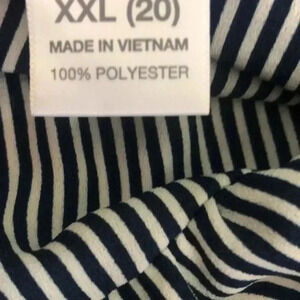 XXL (20)
MADE IN VIETNAM
100% POLYESTER